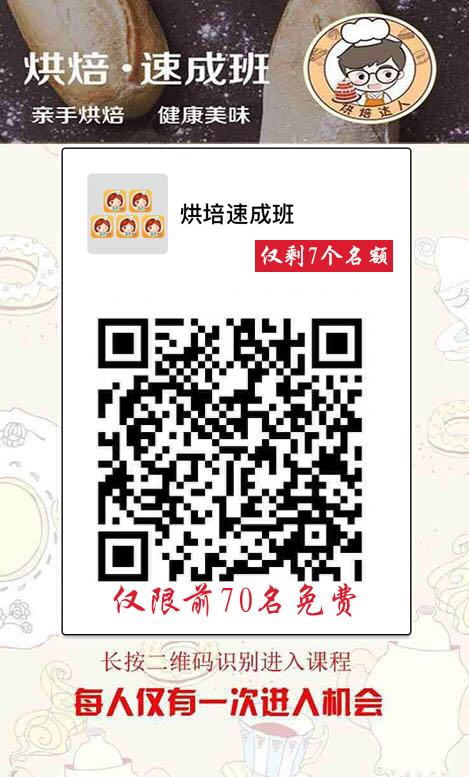 烘焙·速成班
亲手烘焙 健康美味
烘焙达人
烘培速成班
仅剩7个名额
仅限前70名免费
长按二维码识别进入课程
每人仅有一次进入机会